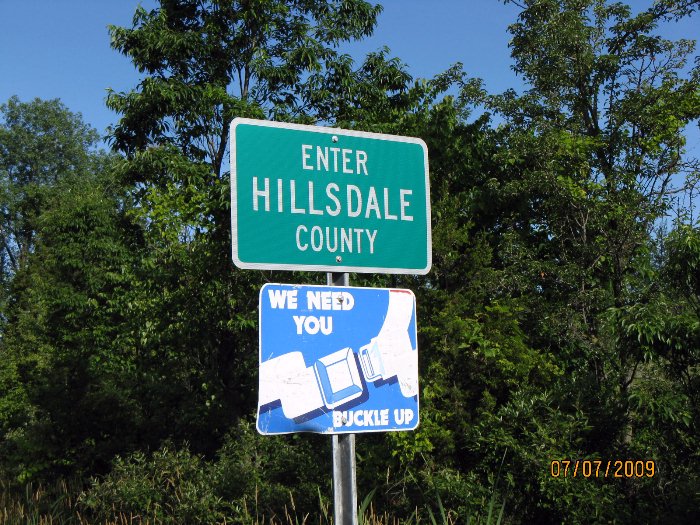 ENTER
HILLSDALE
COUNTY
WE NEED
YOU
BUCKLE UP
07/07/2009